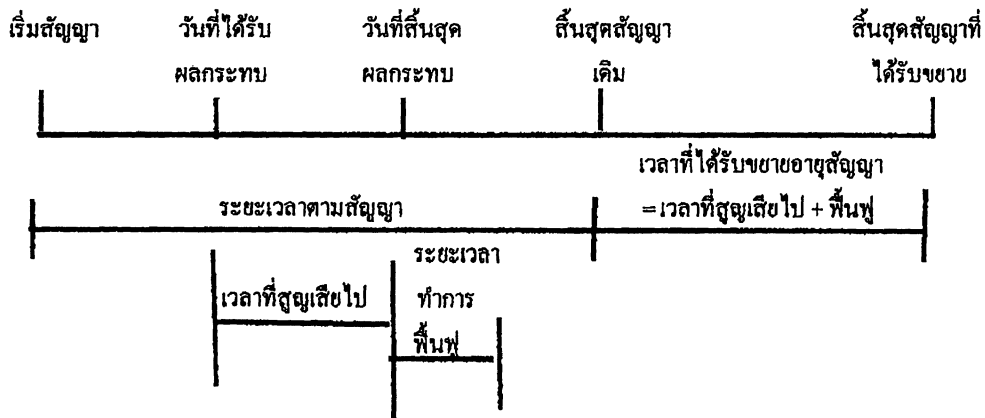 เริ่มสัญญา วันที่ได้รับ วันที่สิ้นสุด สิ้นสุดสัญญา สิ้นสุดสัญญาที่
ผลกระทบ ผลกระทบ เดิม ได้รับขยาย
เวลาที่ได้รับขยายอายุสัญญา
ระยะเวลาตามสัญญา =เวลาที่สูญเสียไป + ฟื้นฟู
ระยะเวลา
เวลาที่สูญเสียไป ทำการ
ฟื้นฟู